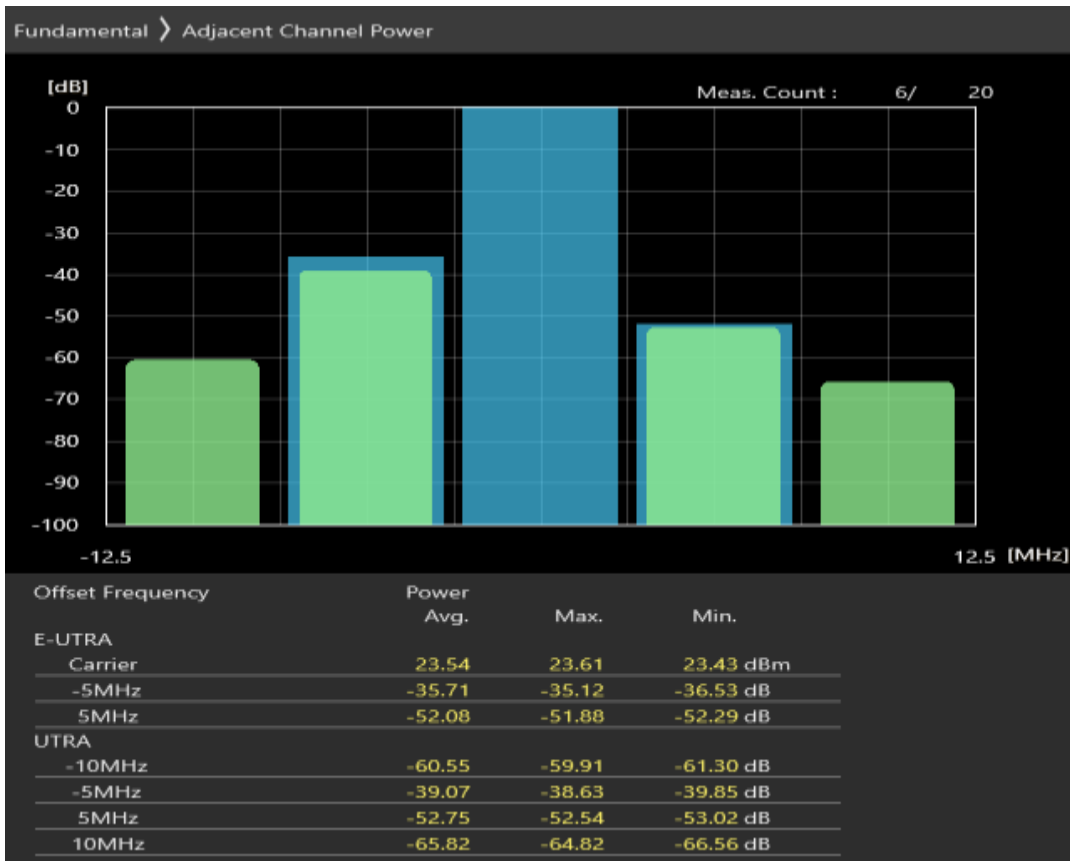 Fundamental ❯ Adjacent Channel Power
[dB]
Meas. Count : 6/ 20
0
-10
-20
-30
-40
-50
-60
-70
-80
-90
-100
-12.5 12.5 [MHz]
Offset Frequency Power
Avg. Max. Min.
E-UTRA
Carrier 23.54 23.61 23.43 dBm
-5MHz -35.71 -35.12 -36.53 dB
5MHz -52.08 -51.88 -52.29 dB
UTRA
-10MHz -60.55 -59.91 -61.30 dB
-5MHz -39.07 -38.63 -39.85 dB
5MHz -52.75 -52.54 -53.02 dB
10MHz -65.82 -64.82 -66.56 dB